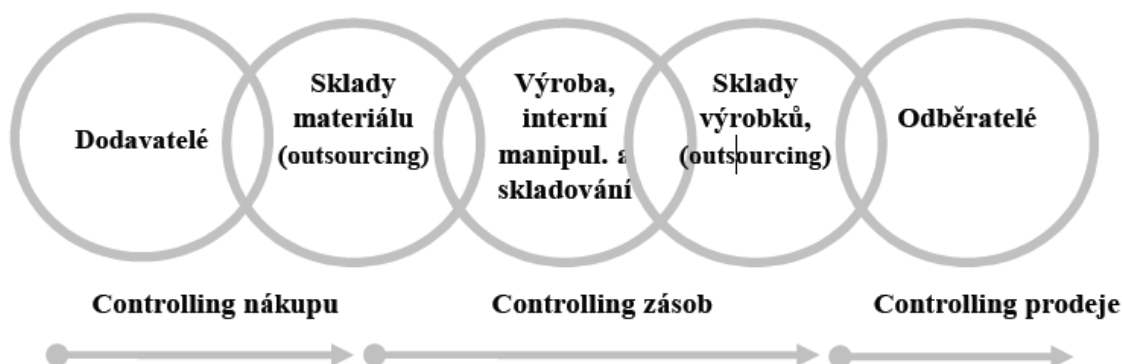 Dodavatelé
Sklady
materiálu
(outsourcing)
Výroba,
interní
manipul. a
skladování
Sklady
výrobků,
(outsourcing)
Odběratelé
Controlling nákupu
Controlling zásob
Controlling prodeje